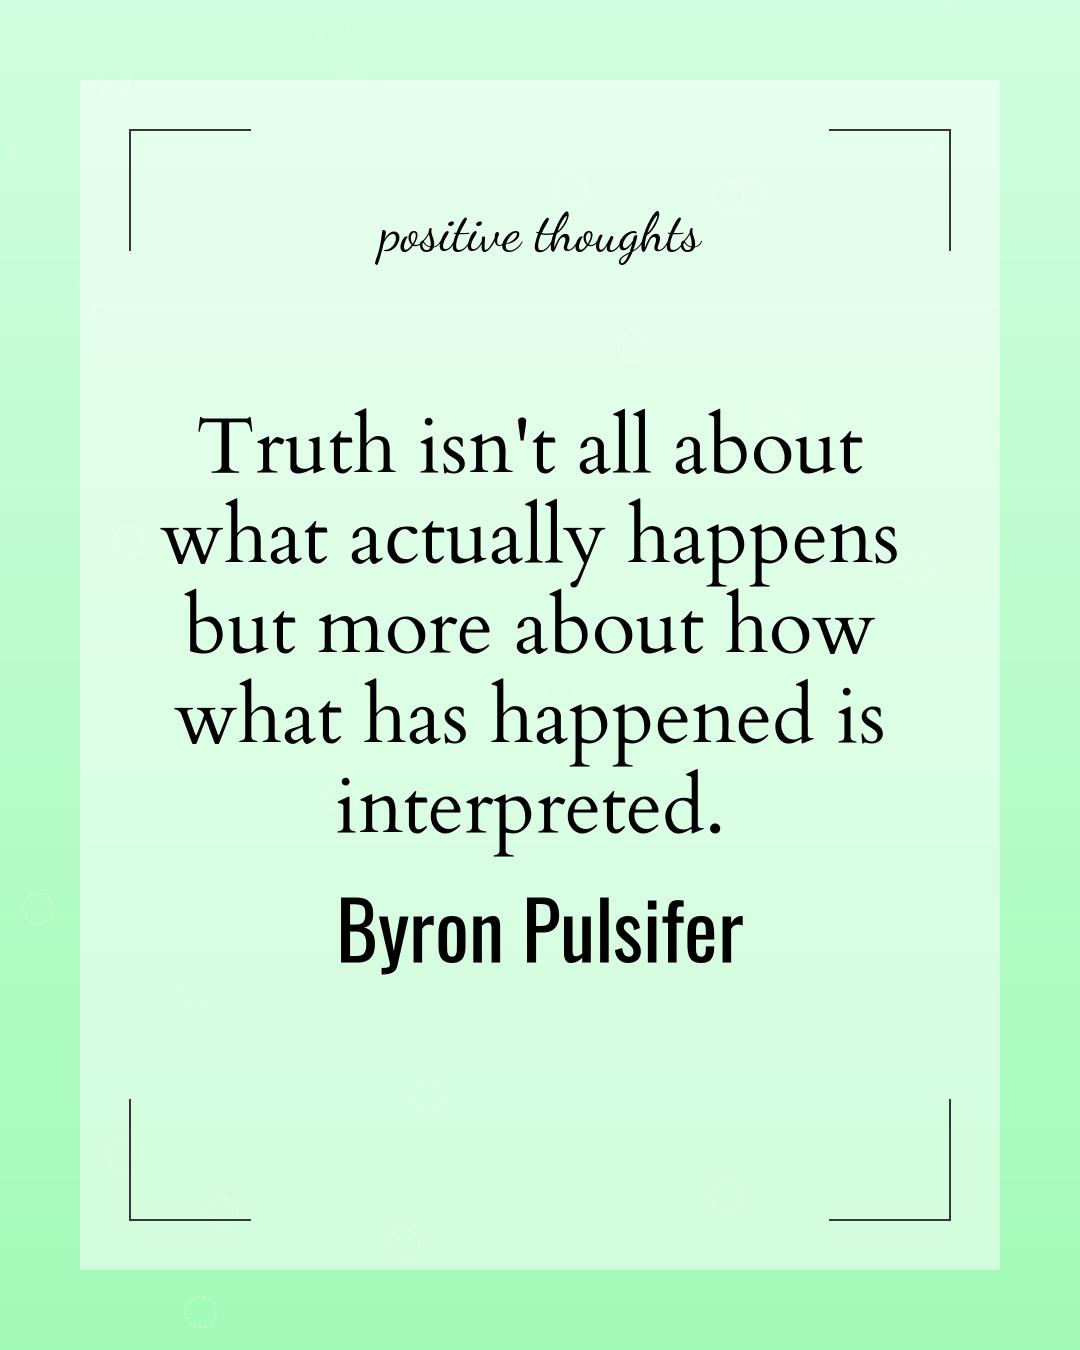 positive thoughts
Truth isn't all about
what actually happens
but more about how
what has happened is
interpreted.
Byron Pulsifer